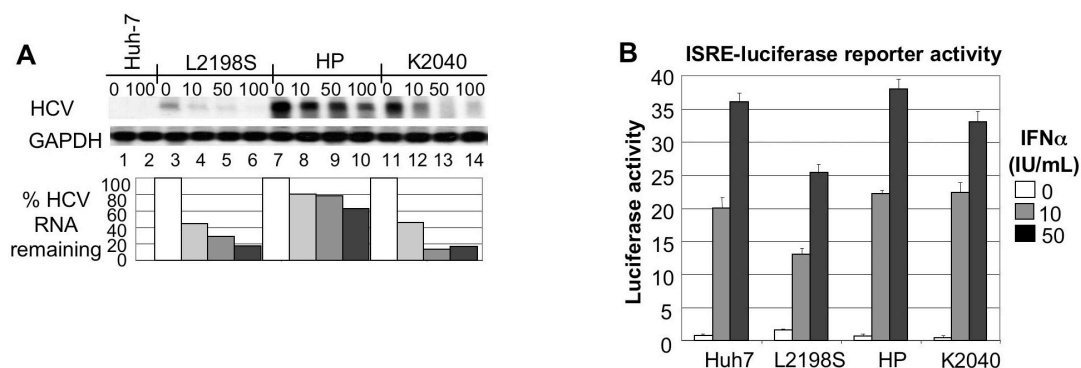 A
Huh-7
L2198S HP K2040
0 100 0 10 50 100 0 10 50 100 0 10 50 100
HCV
GAPDH
1 2 3 4 5 6 7 8 9 10 11 12 13 14
% HCV
RNA
remaining
100
80
60
40
20
0
B
ISRE-luciferase reporter activity
Luciferase activity
40
35
30
25
20
15
10
5
0
Huh7 L2198S HP K2040
IFNα
(IU/mL)
0
10
50